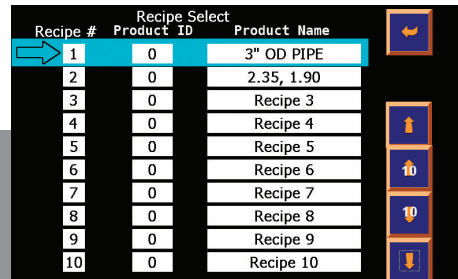 Recipe Select
Recipe # Product ID Product Name
1 0 3" OD PIPE
2 0 2.35, 1.90
3 0 Recipe 3
4 0 Recipe 4
5 0 Recipe 5
6 0 Recipe 6
10
7 0 Recipe 7
8 0 Recipe 8
10
9 0 Recipe 9
10 0 Recipe 10